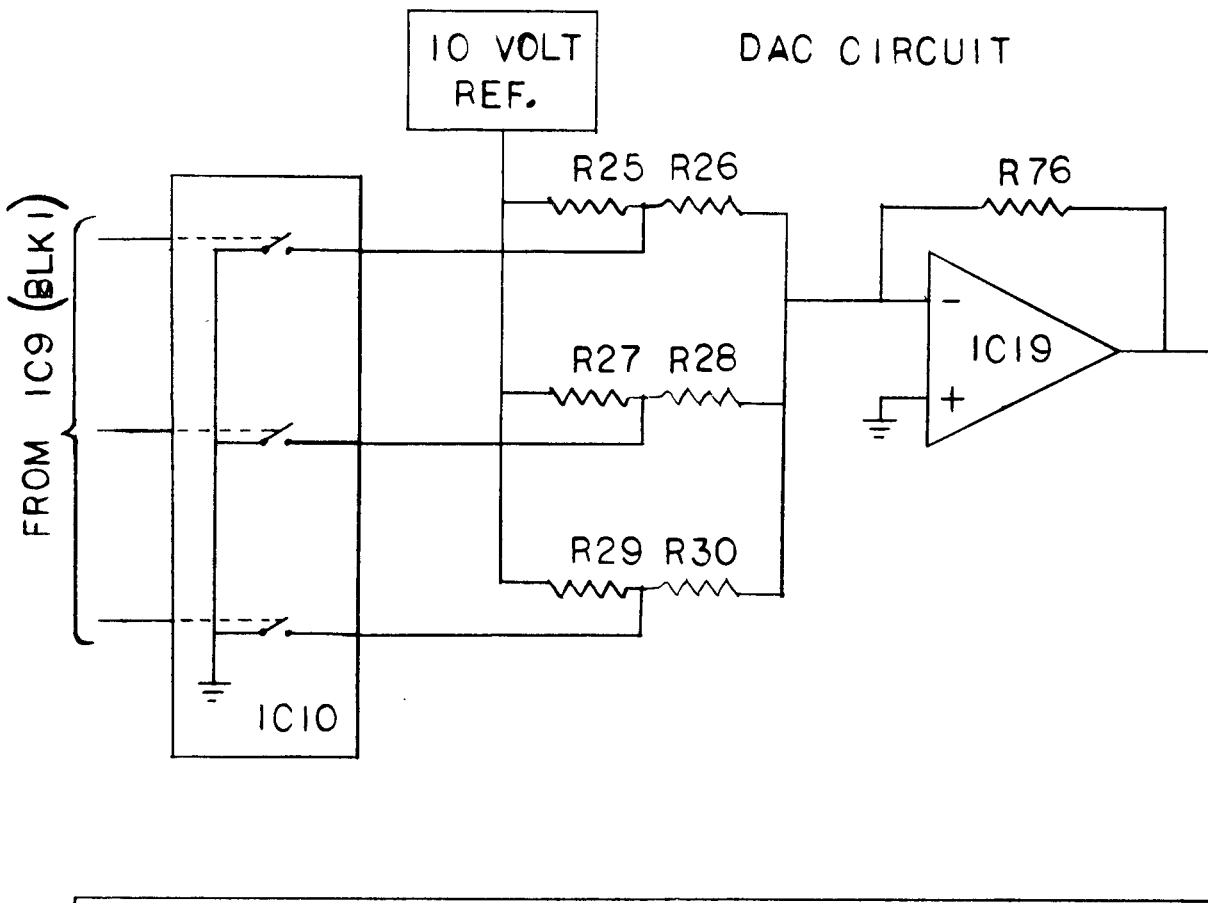 10 VOLT
REF.
DAC CIRCUIT
R25 R26
R76
FROM IC9 (BLK1)
R27 R28
-
IC19
+
R29 R30
IC10